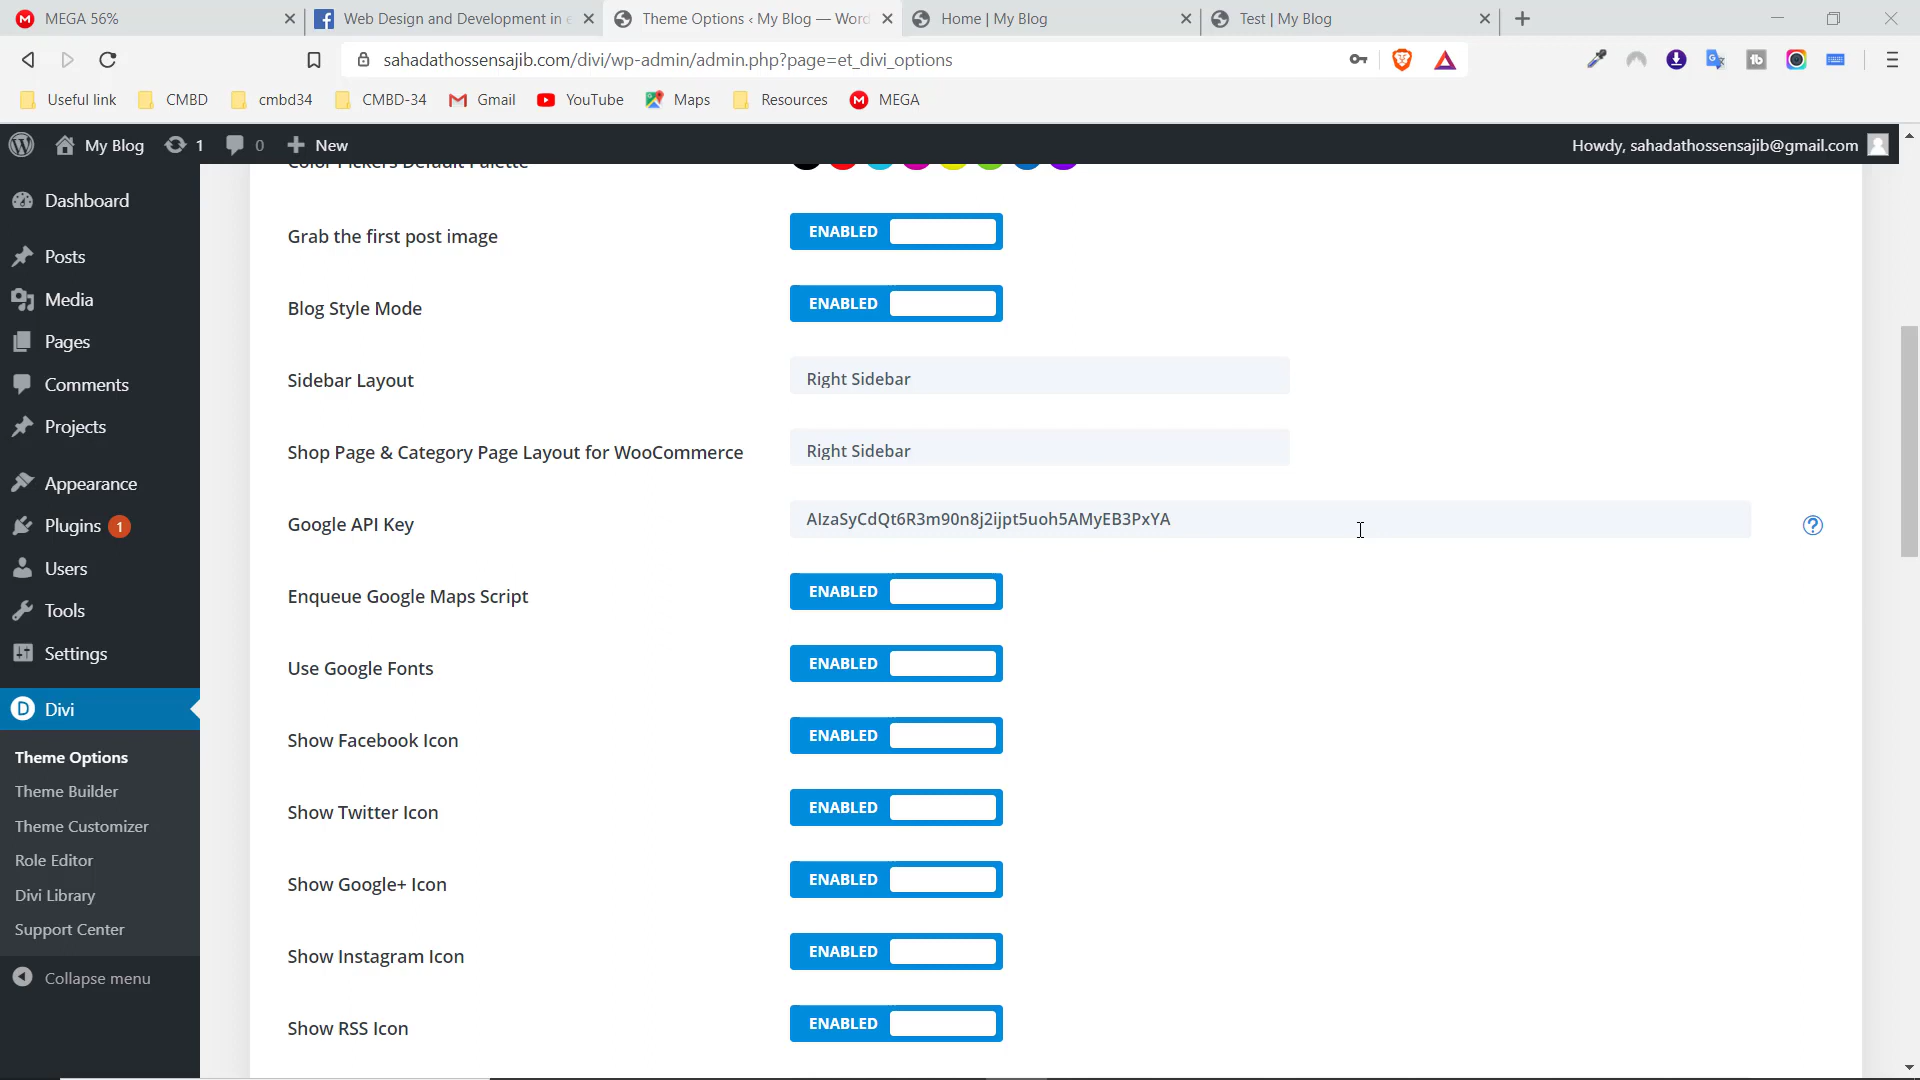 MEGA 56%
Web Design and Development in e
Theme Options ‹ My Blog — Word
Home | My Blog
Test | My Blog
sahadathossensajib.com/divi/wp-admin/admin.php?page=et_divi_options
Useful link
CMBD
cmbd34
CMBD-34
Gmail
YouTube
Maps
Resources
MEGA
My Blog
1
0
New
Howdy, sahadathossensajib@gmail.com
Color Pickers Default Palette
Dashboard
Posts
Media
Pages
Comments
Projects
Appearance
Plugins 1
Users
Tools
Settings
Divi
Theme Options
Theme Builder
Theme Customizer
Role Editor
Divi Library
Support Center
Collapse menu
Grab the first post image
ENABLED
Blog Style Mode
ENABLED
Sidebar Layout
Right Sidebar
Shop Page & Category Page Layout for WooCommerce
Right Sidebar
Google API Key
AIzaSyCdQt6R3m90n8j2ijpt5uoh5AMyEB3PxYA
Enqueue Google Maps Script
ENABLED
Use Google Fonts
ENABLED
Show Facebook Icon
ENABLED
Show Twitter Icon
ENABLED
Show Google+ Icon
ENABLED
Show Instagram Icon
ENABLED
Show RSS Icon
ENABLED